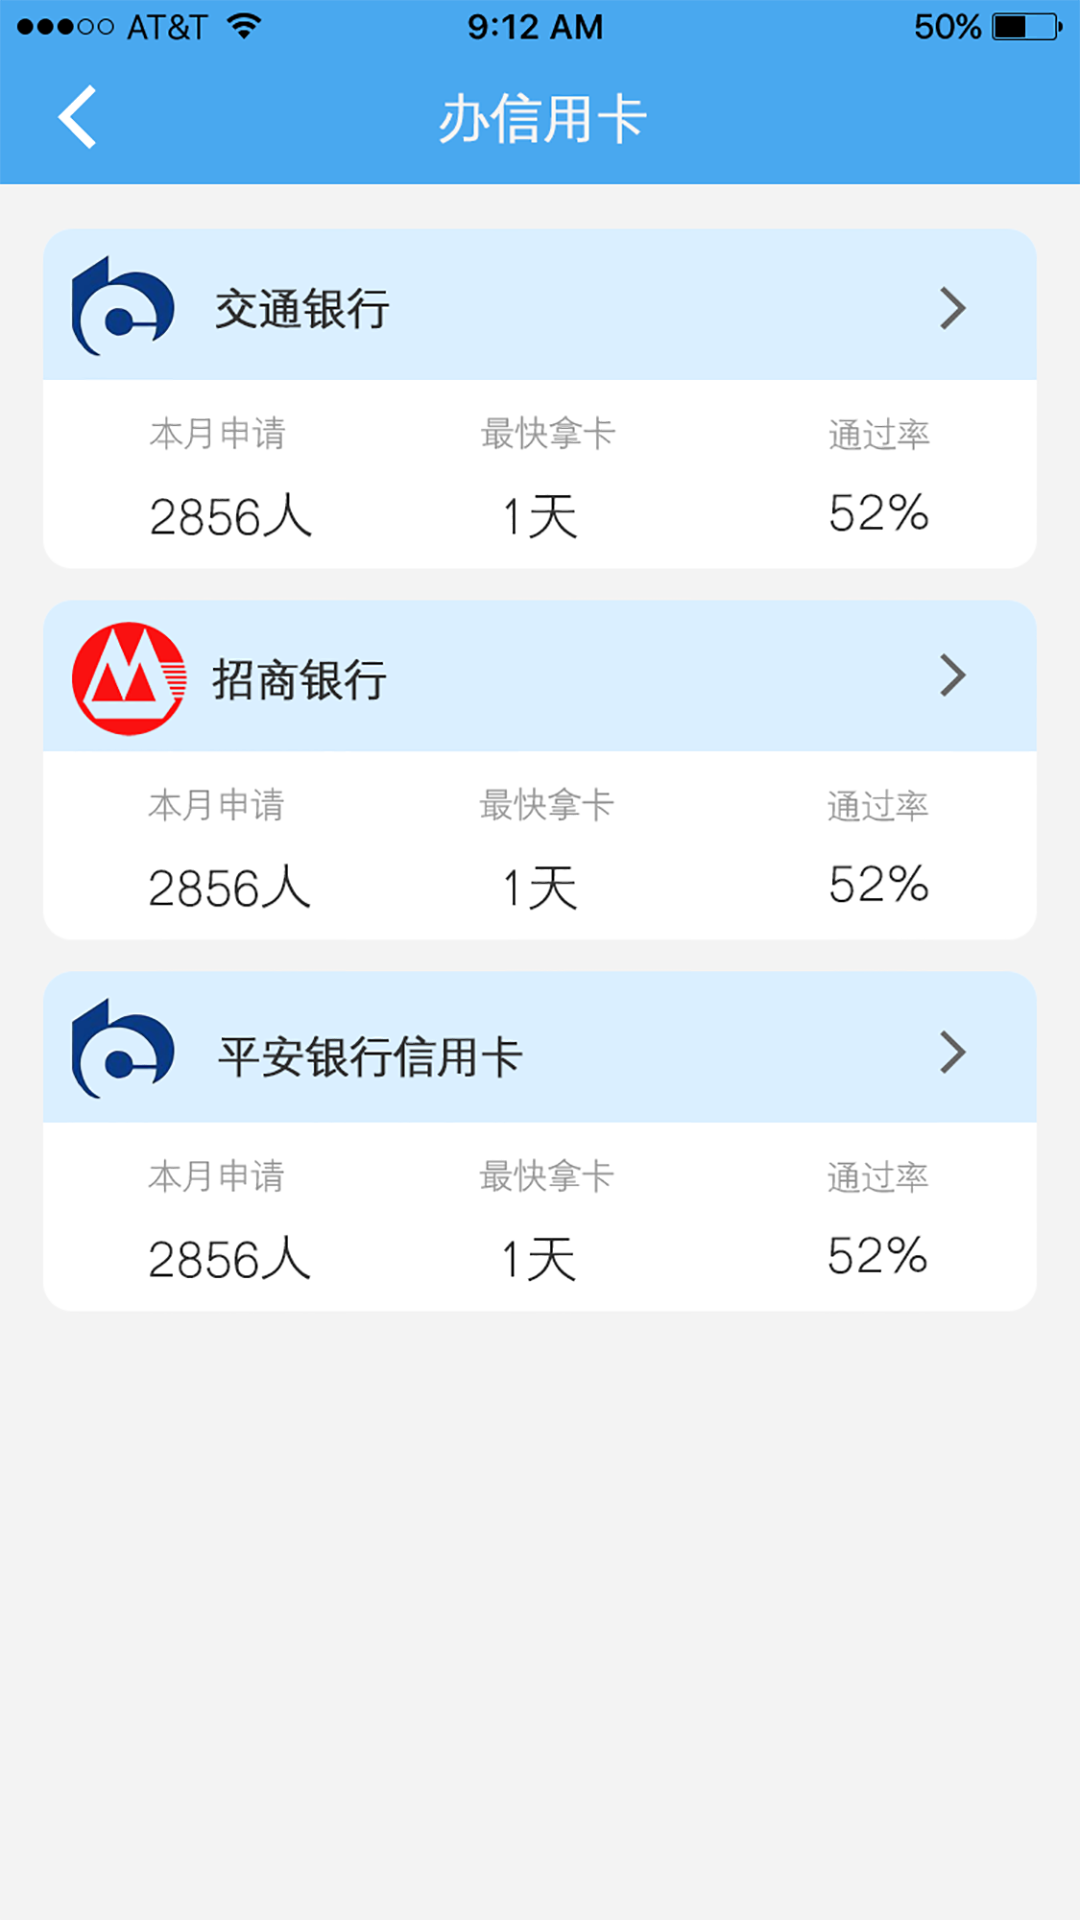 AT&T 9:12 AM 50%
办信用卡
交通银行
本月申请 最快拿卡 通过率
2856人 1天 52%
招商银行
本月申请 最快拿卡 通过率
2856人 1天 52%
平安银行信用卡
本月申请 最快拿卡 通过率
2856人 1天 52%